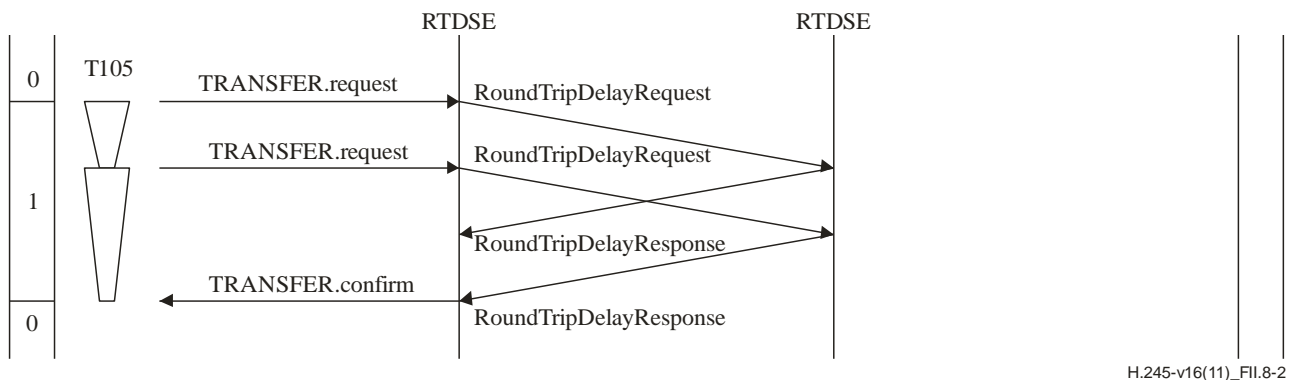 RTDSE RTDSE
T105
0
TRANSFER.request RoundTripDelayRequest
TRANSFER.request RoundTripDelayRequest
1
RoundTripDelayResponse
TRANSFER.confirm
0
RoundTripDelayResponse
H.245-v16(11)_FII.8-2